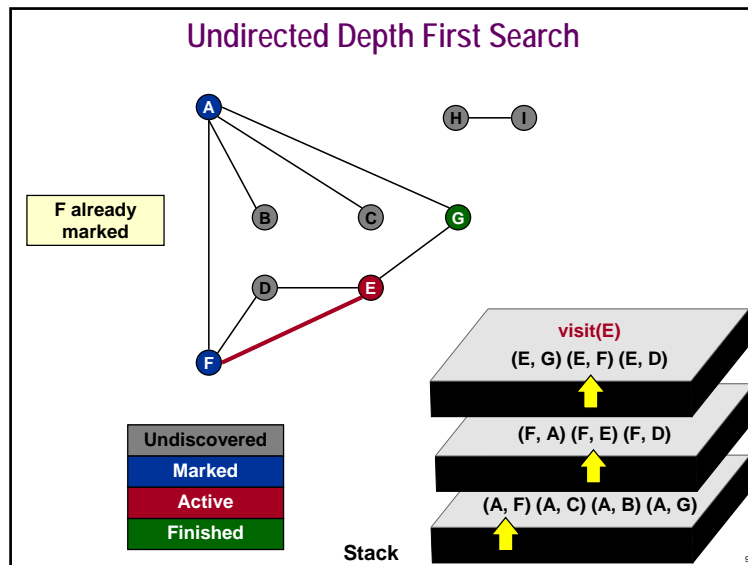 Undirected Depth First Search
A
H
I
F already
marked
B
C
G
D
E
F
visit(E)
(E, G) (E, F) (E, D)
(F, A) (F, E) (F, D)
(A, F) (A, C) (A, B) (A, G)
Undiscovered
Marked
Active
Finished
Stack